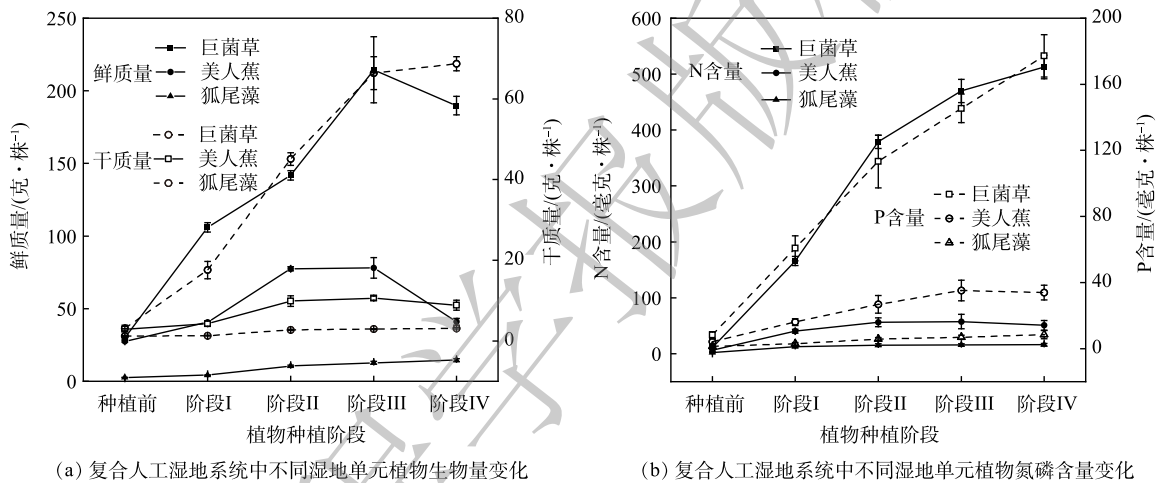 250
200
150
100
50
0
鲜质量/(克·株⁻¹)
鲜质量
巨菌草
美人蕉
狐尾藻
干质量
巨菌草
美人蕉
狐尾藻
80
60
40
20
0
干质量/(克·株⁻¹)
种植前 阶段I 阶段II 阶段III 阶段IV
植物种植阶段
(a) 复合人工湿地系统中不同湿地单元植物生物量变化
600
500
400
300
200
100
0
N含量/(毫克·株⁻¹)
N含量
巨菌草
美人蕉
狐尾藻
P含量
巨菌草
美人蕉
狐尾藻
200
160
120
80
40
0
P含量/(毫克·株⁻¹)
种植前 阶段I 阶段II 阶段III 阶段IV
植物种植阶段
(b) 复合人工湿地系统中不同湿地单元植物氮磷含量变化
学报版